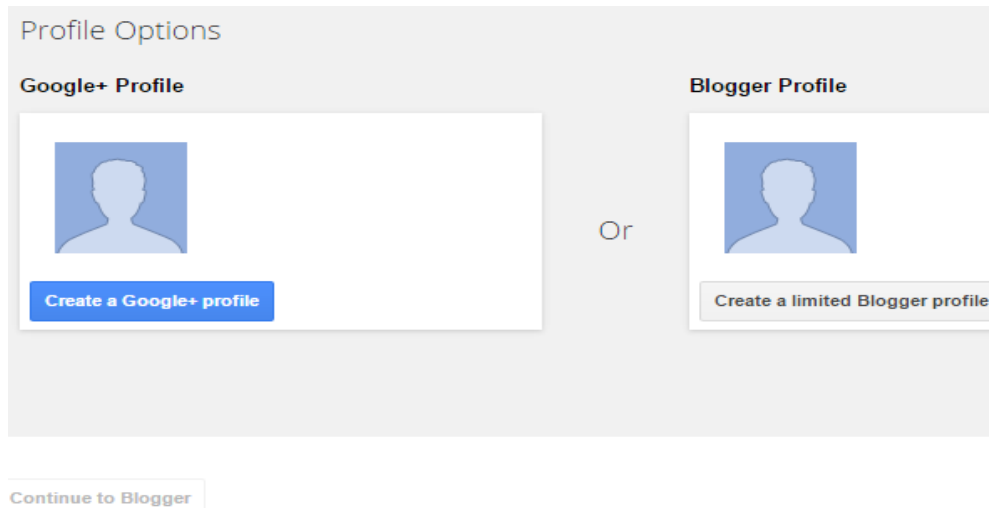 Profile Options
Google+ Profile
Blogger Profile
Or
Create a Google+ profile
Create a limited Blogger profile
Continue to Blogger